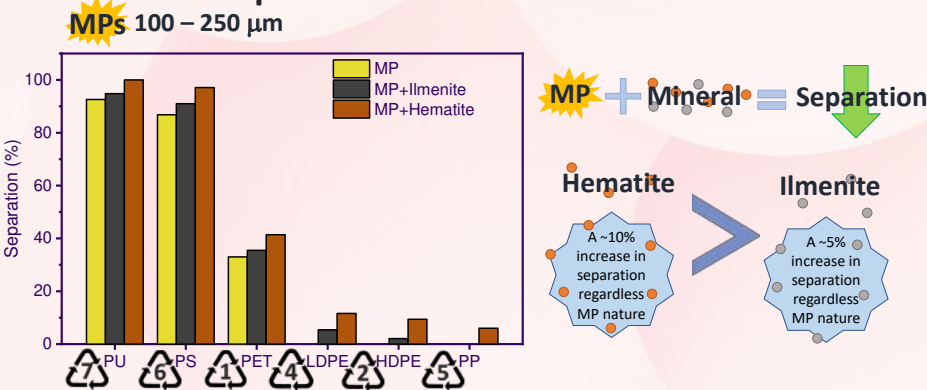 MPs 100 – 250 µm
MP
MP+Ilmenite
MP+Hematite
100
80
60
40
20
0
Separation (%)
7 PU 6 PS 1 PET 4 LDPE 2 HDPE 5 PP
MP + Mineral = Separation
Hematite > Ilmenite
A ~10%
increase in
separation
regardless
MP nature
A ~5%
increase in
separation
regardless
MP nature